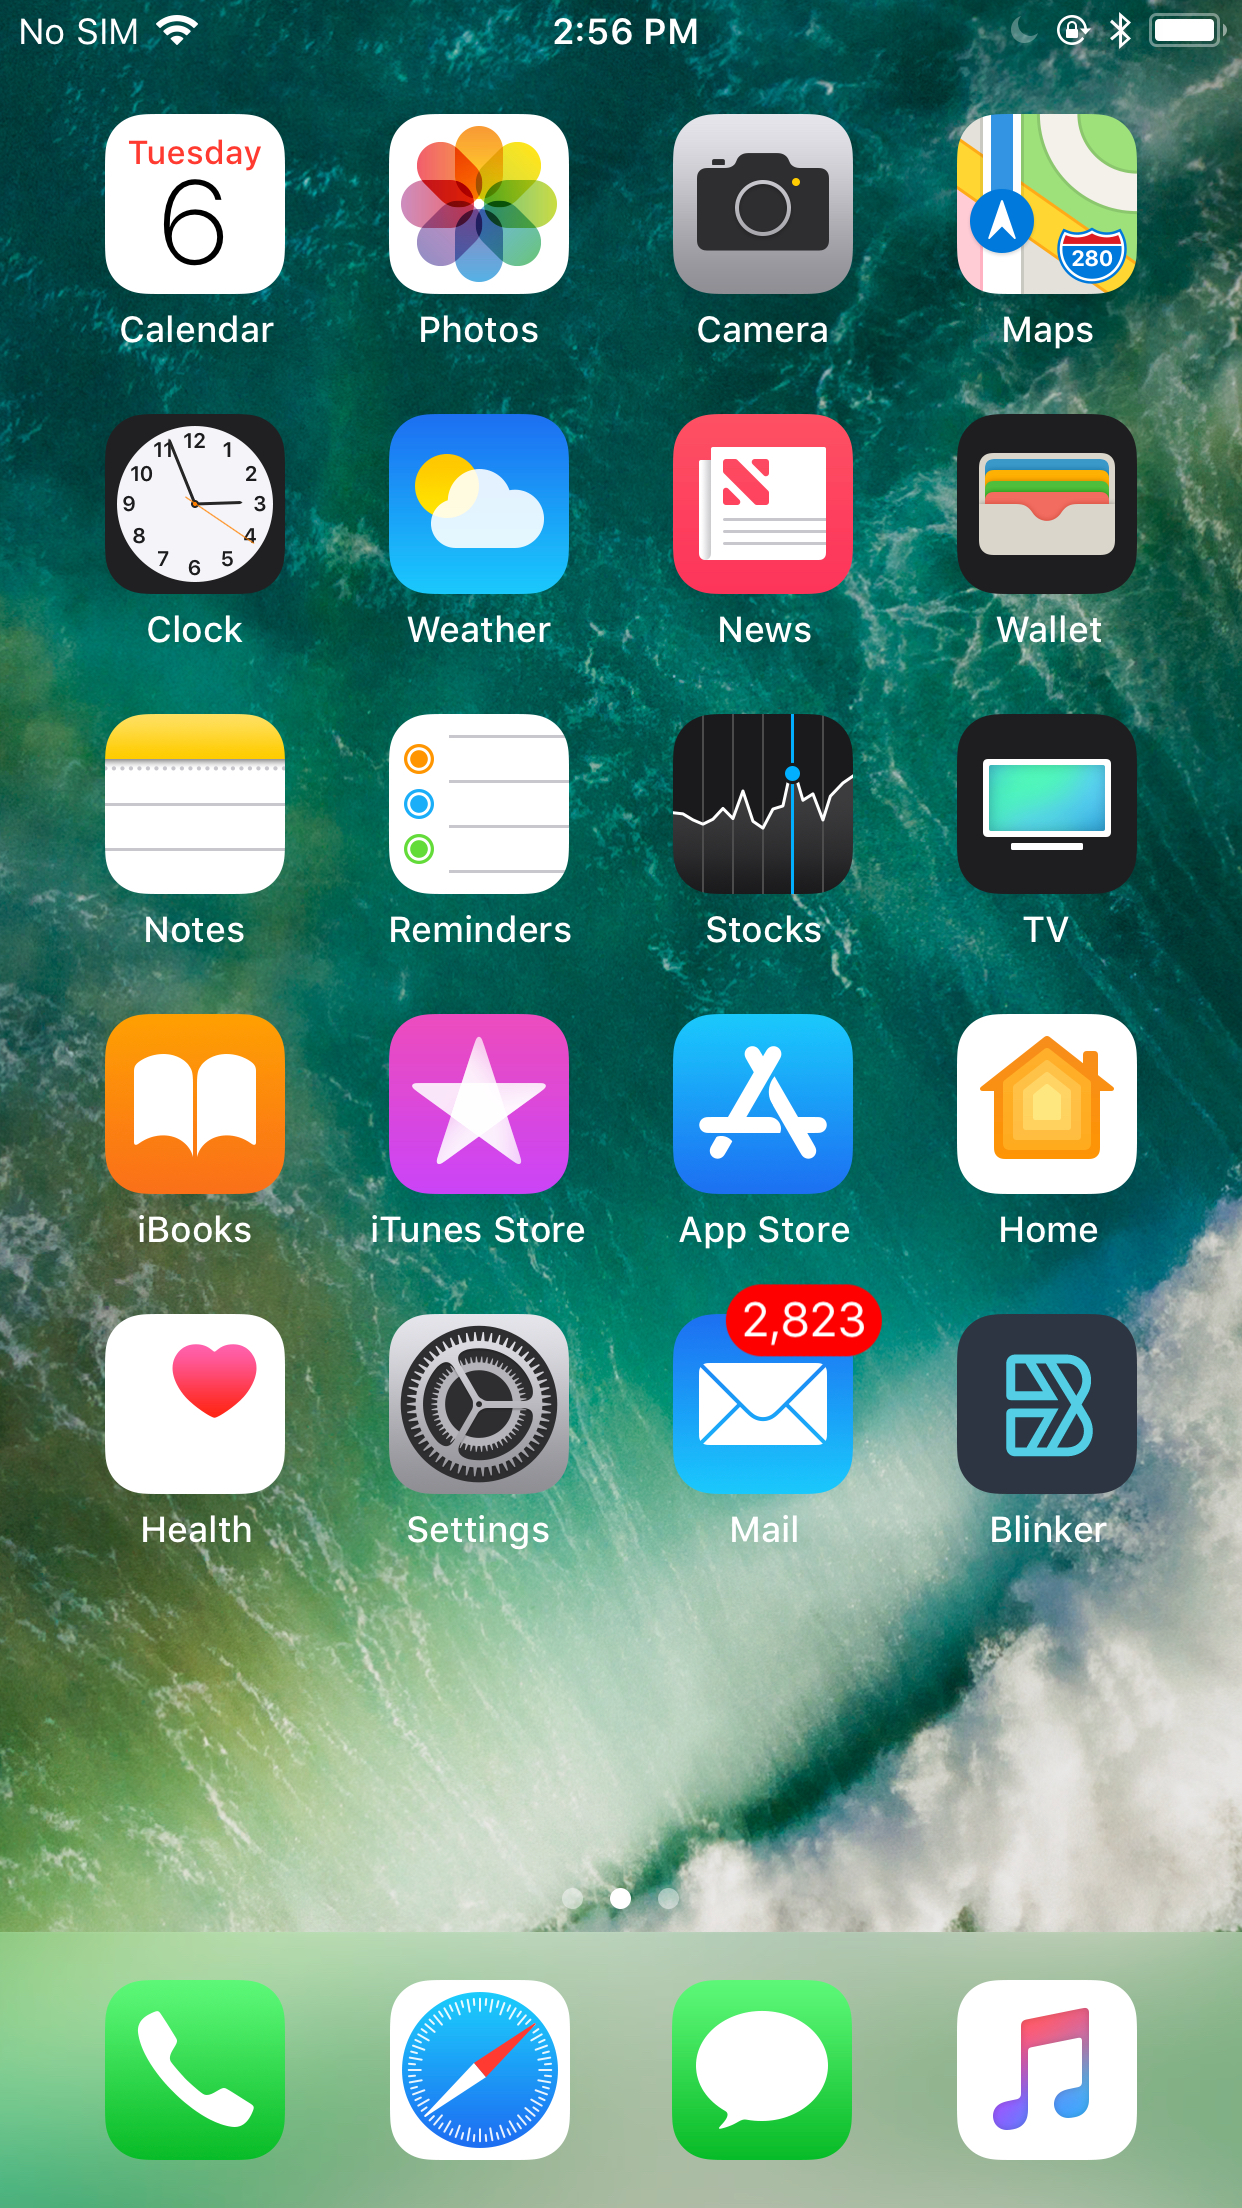 No SIM 2:56 PM
Tuesday
6
280
Calendar Photos Camera Maps
12
11 1
10 2
9 3
8 4
7 5
6
Clock Weather News Wallet
Notes Reminders Stocks TV
iBooks iTunes Store App Store Home
2,823
Health Settings Mail Blinker